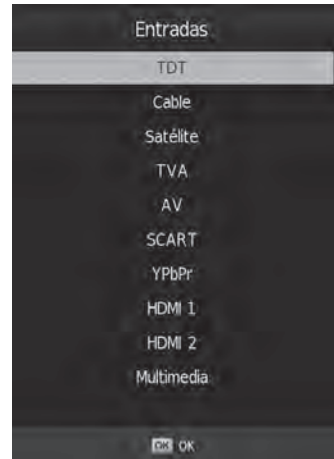 Entradas
TDT
Cable
Satélite
TVA
AV
SCART
YPbPr
HDMI 1
HDMI 2
Multimedia
OK OK